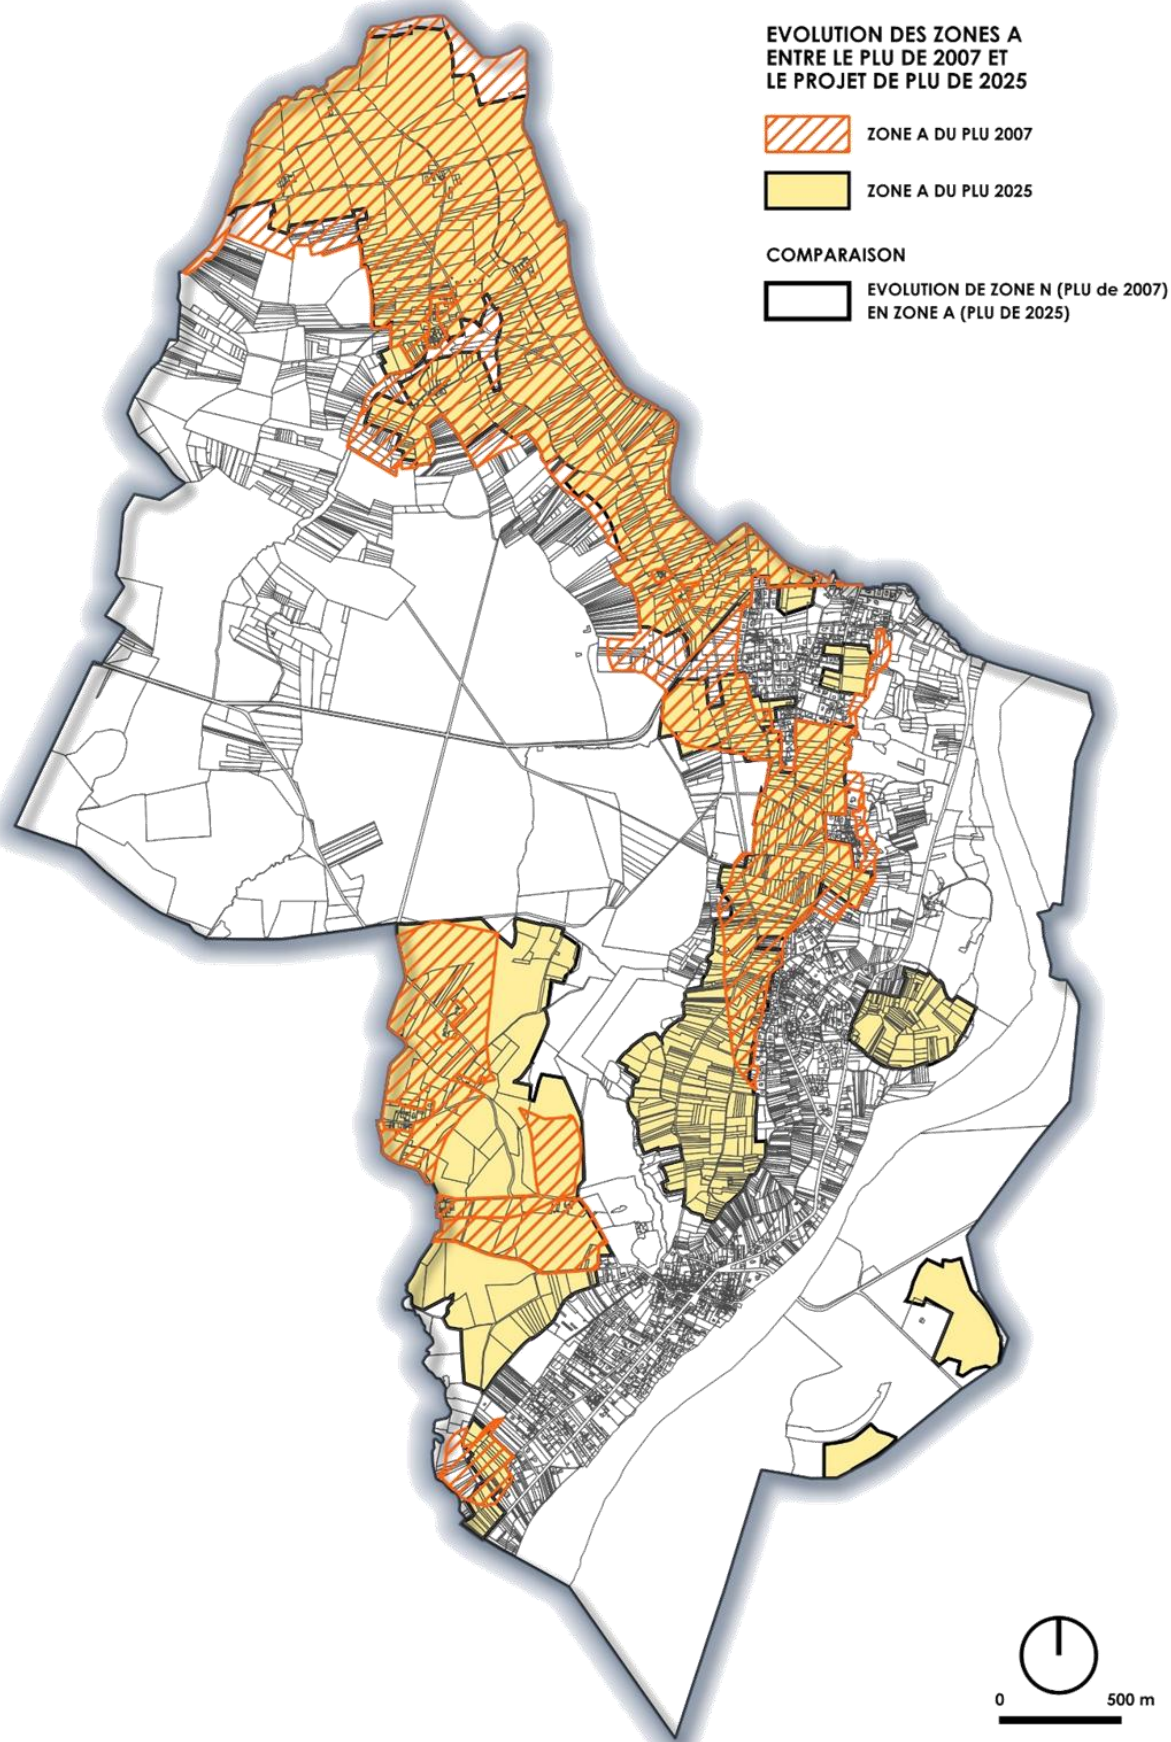 EVOLUTION DES ZONES A
ENTRE LE PLU DE 2007 ET
LE PROJET DE PLU DE 2025
ZONE A DU PLU 2007
ZONE A DU PLU 2025
COMPARAISON
EVOLUTION DE ZONE N (PLU de 2007)
EN ZONE A (PLU DE 2025)
0 500 m